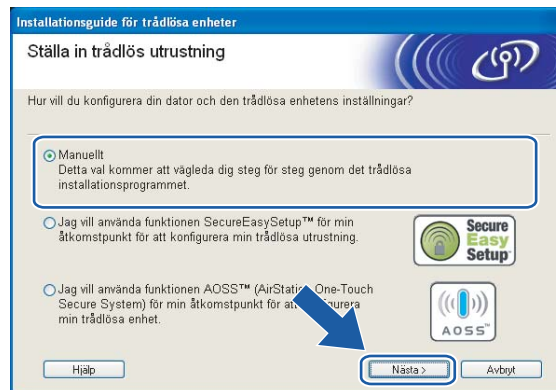 Installationsguide för trådlösa enheter
Ställa in trådlös utrustning
Hur vill du konfigurera din dator och den trådlösa enhetens inställningar?
Manuellt
Detta val kommer att vägleda dig steg för steg genom det trådlösa
installationsprogrammet.
Jag vill använda funktionen SecureEasySetup™ för min
åtkomstpunkt för att konfigurera min trådlösa utrustning.
Secure
Easy
Setup
Jag vill använda funktionen AOSS™ (AirStation One-Touch
Secure System) för min åtkomstpunkt för att
min trådlösa enhet.
AOSS™
Hjälp
Nästa >
Avbryt